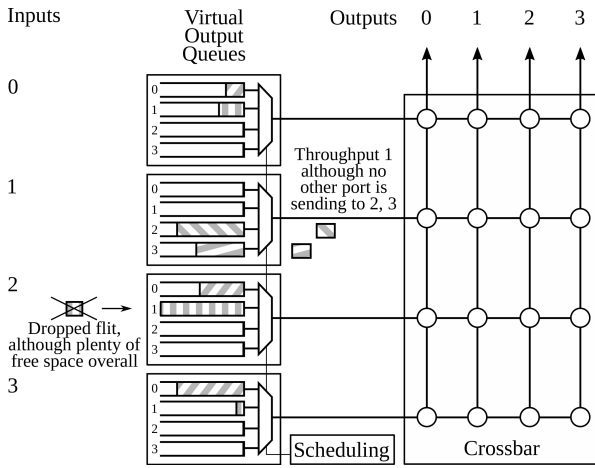 Inputs
Virtual
Output
Queues
Outputs 0 1 2 3
0
0
1
2
3
Throughput 1
although no
other port is
sending to 2, 3
1
0
1
2
3
2
0
1
2
3
Dropped flit,
although plenty of
free space overall
3
0
1
2
3
Scheduling
Crossbar